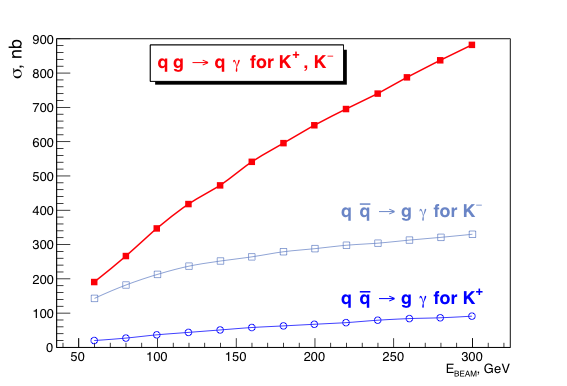 σ, nb
900
800
700
600
500
400
300
200
100
0
q g → q γ for K⁺ , K⁻
q q̅ → g γ for K⁻
q q̅ → g γ for K⁺
50 100 150 200 250 300
E_BEAM, GeV